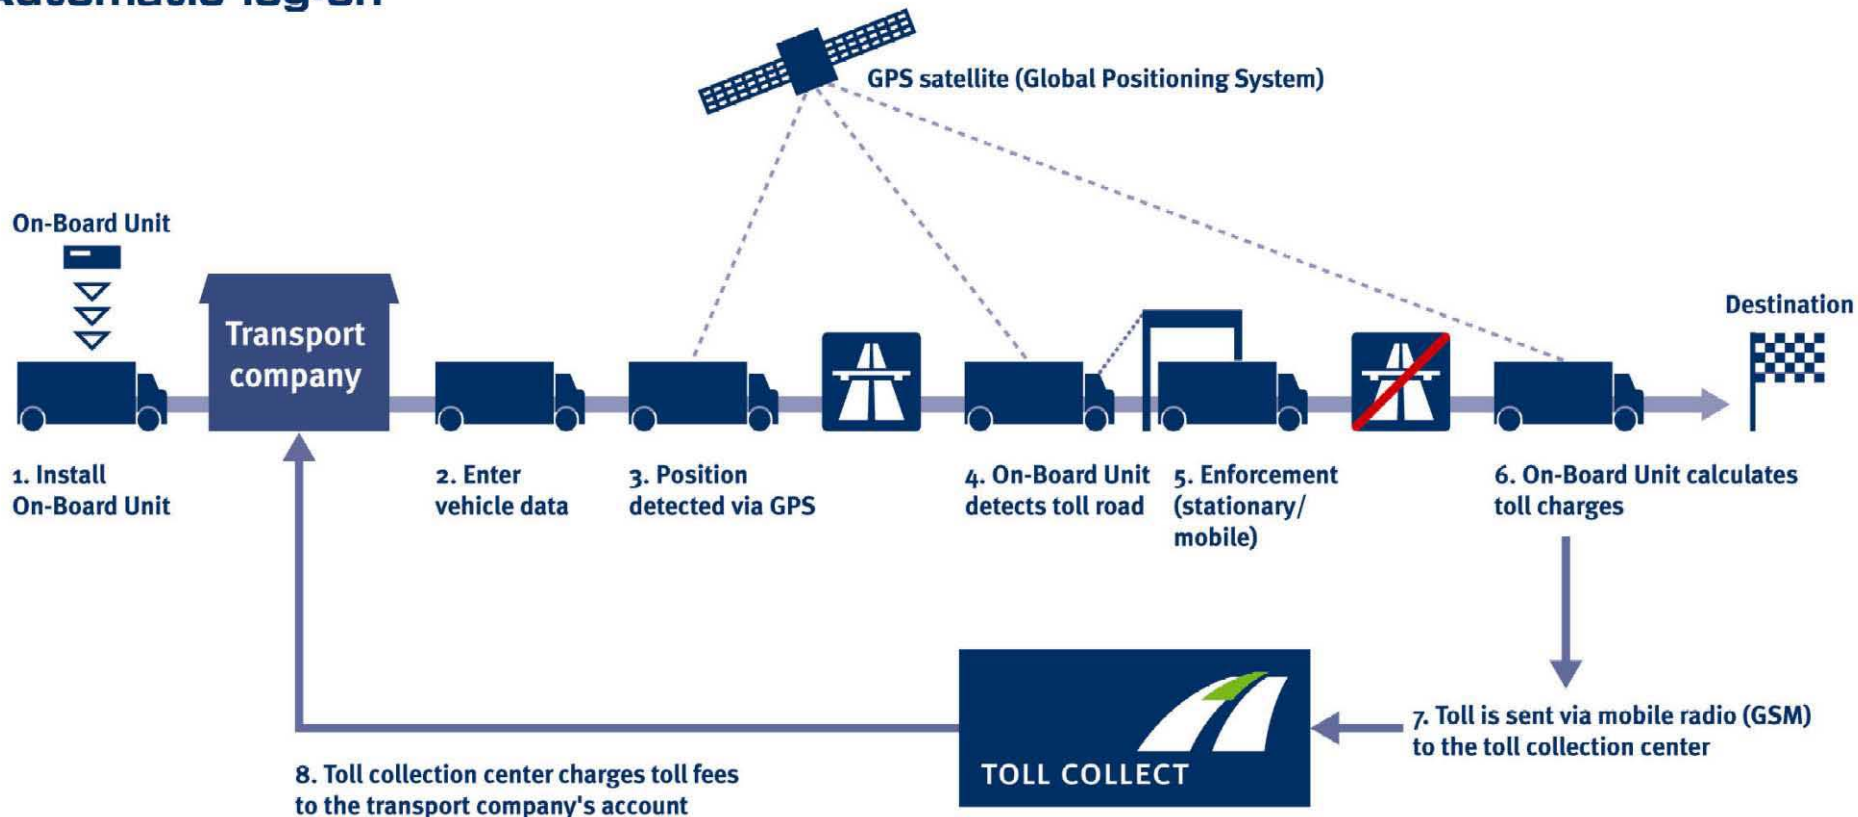 Automatic log-on
GPS satellite (Global Positioning System)
On-Board Unit
Transport
company
Destination
1. Install
On-Board Unit
2. Enter
vehicle data
3. Position
detected via GPS
4. On-Board Unit
detects toll road
5. Enforcement
(stationary/
mobile)
6. On-Board Unit calculates
toll charges
7. Toll is sent via mobile radio (GSM)
to the toll collection center
TOLL COLLECT
8. Toll collection center charges toll fees
to the transport company's account